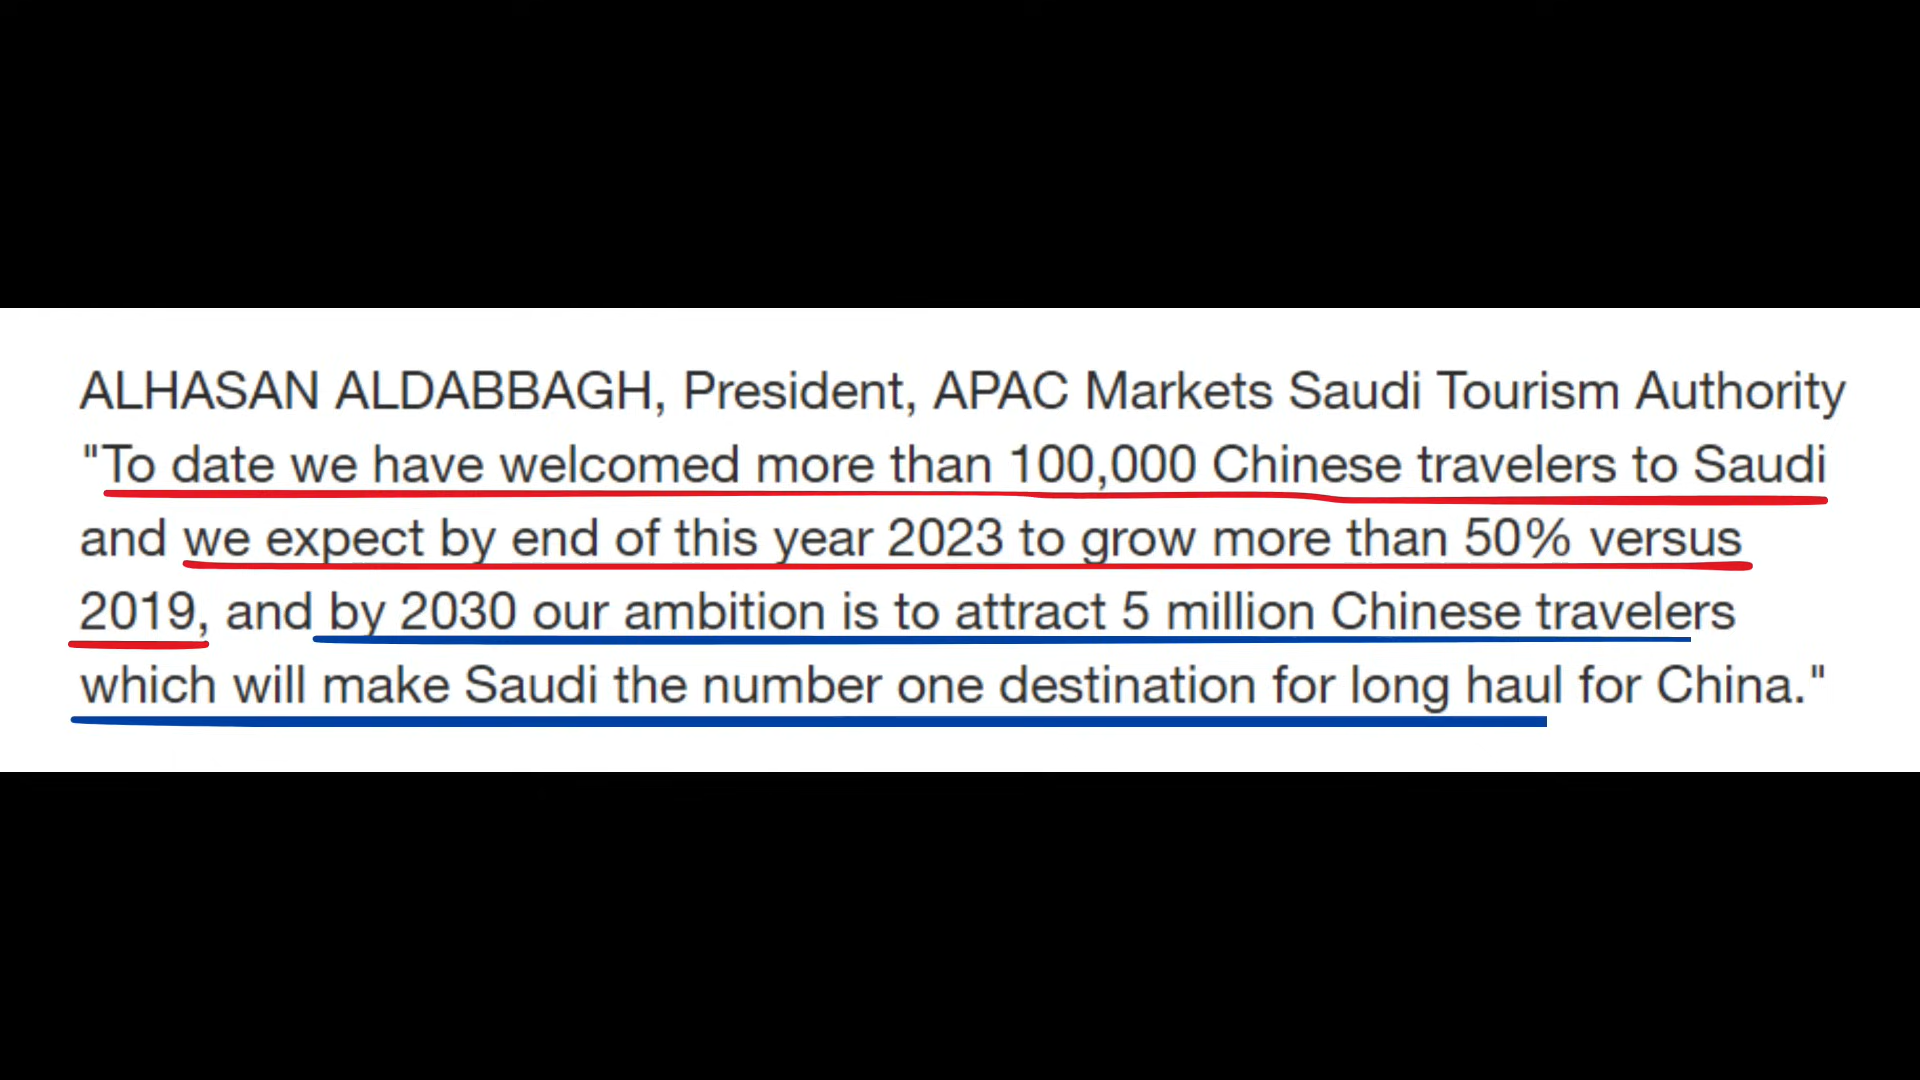 ALHASAN ALDABBAGH, President, APAC Markets Saudi Tourism Authority
"To date we have welcomed more than 100,000 Chinese travelers to Saudi
and we expect by end of this year 2023 to grow more than 50% versus
2019, and by 2030 our ambition is to attract 5 million Chinese travelers
which will make Saudi the number one destination for long haul for China."